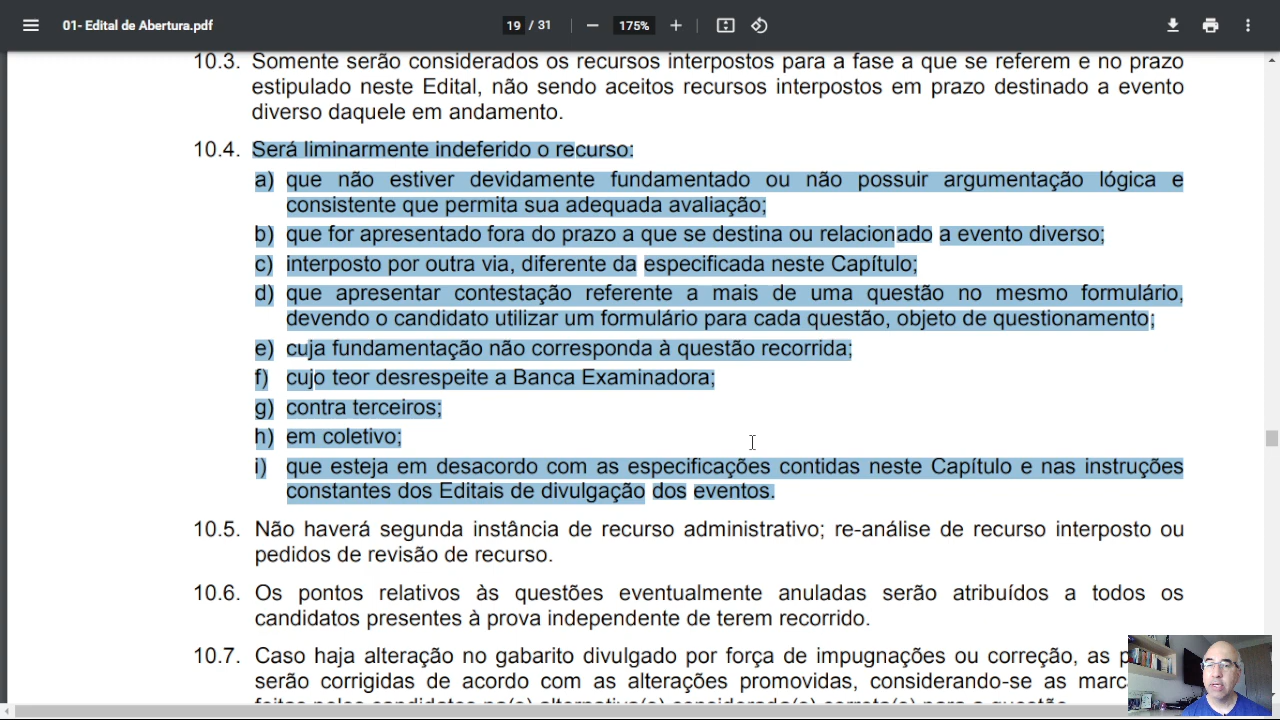 01- Edital de Abertura.pdf
19 / 31
175%
10.3. Somente serão considerados os recursos interpostos para a fase a que se referem e no prazo
estipulado neste Edital, não sendo aceitos recursos interpostos em prazo destinado a evento
diverso daquele em andamento.
10.4. Será liminarmente indeferido o recurso:
a) que não estiver devidamente fundamentado ou não possuir argumentação lógica e
consistente que permita sua adequada avaliação;
b) que for apresentado fora do prazo a que se destina ou relacionado a evento diverso;
c) interposto por outra via, diferente da especificada neste Capítulo;
d) que apresentar contestação referente a mais de uma questão no mesmo formulário,
devendo o candidato utilizar um formulário para cada questão, objeto de questionamento;
e) cuja fundamentação não corresponda à questão recorrida;
f) cujo teor desrespeite a Banca Examinadora;
g) contra terceiros;
h) em coletivo;
i) que esteja em desacordo com as especificações contidas neste Capítulo e nas instruções
constantes dos Editais de divulgação dos eventos.
10.5. Não haverá segunda instância de recurso administrativo; re-análise de recurso interposto ou
pedidos de revisão de recurso.
10.6. Os pontos relativos às questões eventualmente anuladas serão atribuídos a todos os
candidatos presentes à prova independente de terem recorrido.
10.7. Caso haja alteração no gabarito divulgado por força de impugnações ou correção, as
serão corrigidas de acordo com as alterações promovidas, considerando-se as